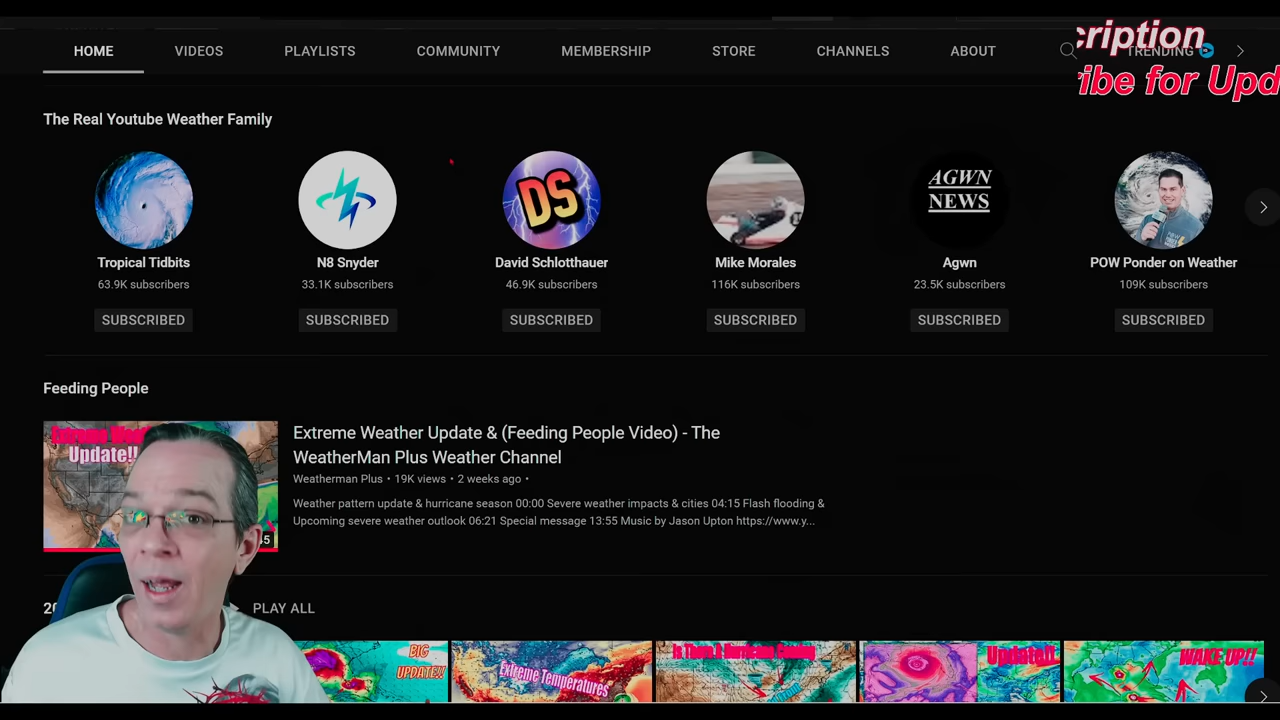 cription
HOME VIDEOS PLAYLISTS COMMUNITY MEMBERSHIP STORE CHANNELS ABOUT TRENDING
ibe for Upd
The Real Youtube Weather Family
DS
AGWN
NEWS
Tropical Tidbits N8 Snyder David Schlotthauer Mike Morales Agwn POW Ponder on Weather
63.9K subscribers 33.1K subscribers 46.9K subscribers 116K subscribers 23.5K subscribers 109K subscribers
SUBSCRIBED SUBSCRIBED SUBSCRIBED SUBSCRIBED SUBSCRIBED SUBSCRIBED
Feeding People
Update!!
Extreme Weather Update & (Feeding People Video) - The
WeatherMan Plus Weather Channel
Weatherman Plus • 19K views • 2 weeks ago •
Weather pattern update & hurricane season 00:00 Severe weather impacts & cities 04:15 Flash flooding &
Upcoming severe weather outlook 06:21 Special message 13:55 Music by Jason Upton https://www.y...
PLAY ALL
BIG
UPDATE!!
Extreme Temperatures
Is There A Hurricane Coming
Update!!
WAKE UP!!